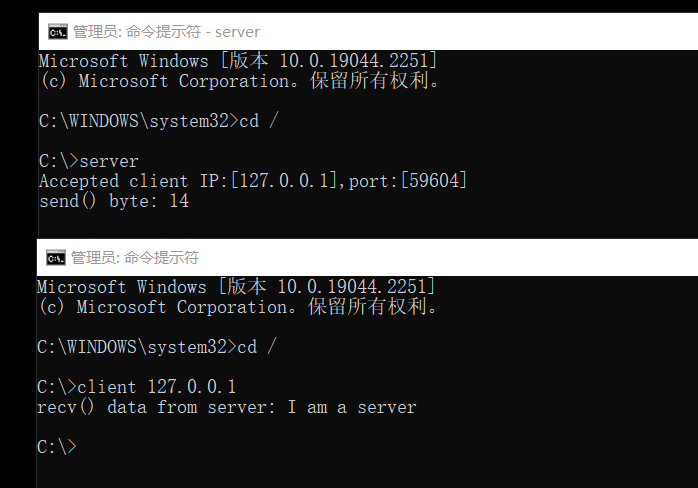 管理员: 命令提示符 - server
Microsoft Windows [版本 10.0.19044.2251]
(c) Microsoft Corporation。保留所有权利。
C:\WINDOWS\system32>cd /
C:\>server
Accepted client IP:[127.0.0.1],port:[59604]
send() byte: 14
管理员: 命令提示符
Microsoft Windows [版本 10.0.19044.2251]
(c) Microsoft Corporation。保留所有权利。
C:\WINDOWS\system32>cd /
C:\>client 127.0.0.1
recv() data from server: I am a server
C:\>